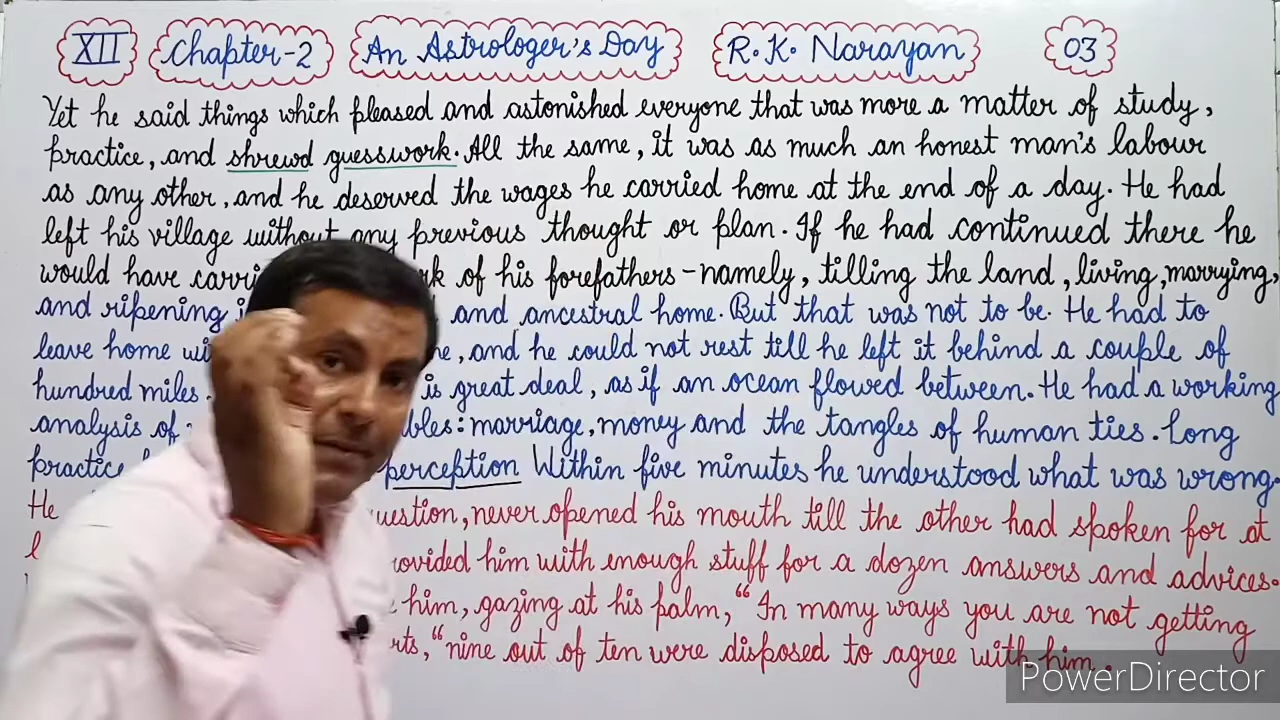 XII Chapter-2 An Astrologer's Day R.K. Narayan 03
Yet he said things which pleased and astonished everyone that was more a matter of study,
practice, and shrewd guesswork. All the same, it was as much an honest man's labour
as any other, and he deserved the wages he carried home at the end of a day. He had
left his village without any previous thought or plan. If he had continued there he
would have of his forefathers - namely, tilling the land, living, marrying,
and ripening and ancestral home. But that was not to be. He had to
leave home and he could not rest till he left it behind a couple of
hundred miles. is great deal, as if an ocean flowed between. He had a working
analysis of : marriage, money and the tangles of human ties. Long
practice perception Within five minutes he understood what was wrong.
He never opened his mouth till the other had spoken for at
him with enough stuff for a dozen answers and advices.
him, gazing at his palm, "In many ways you are not getting
"nine out of ten were disposed to agree with him.
PowerDirector